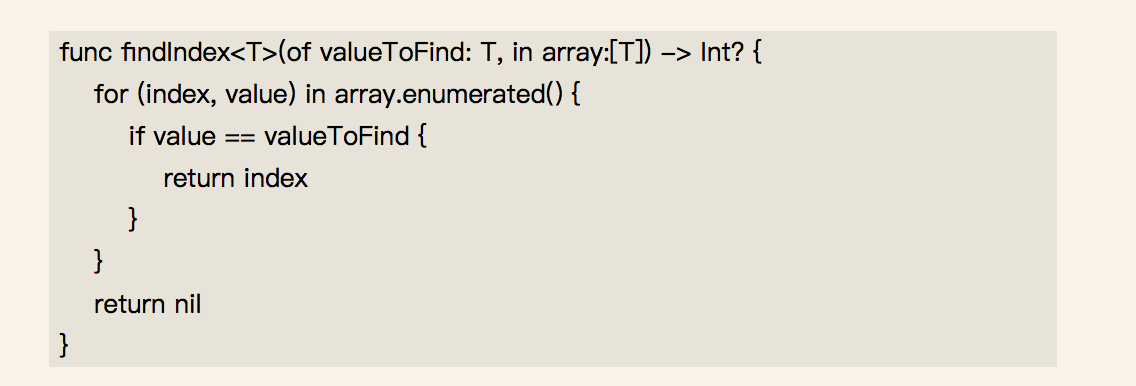 func findIndex<T>(of valueToFind: T, in array:[T]) -> Int? {
for (index, value) in array.enumerated() {
if value == valueToFind {
return index
}
}
return nil
}